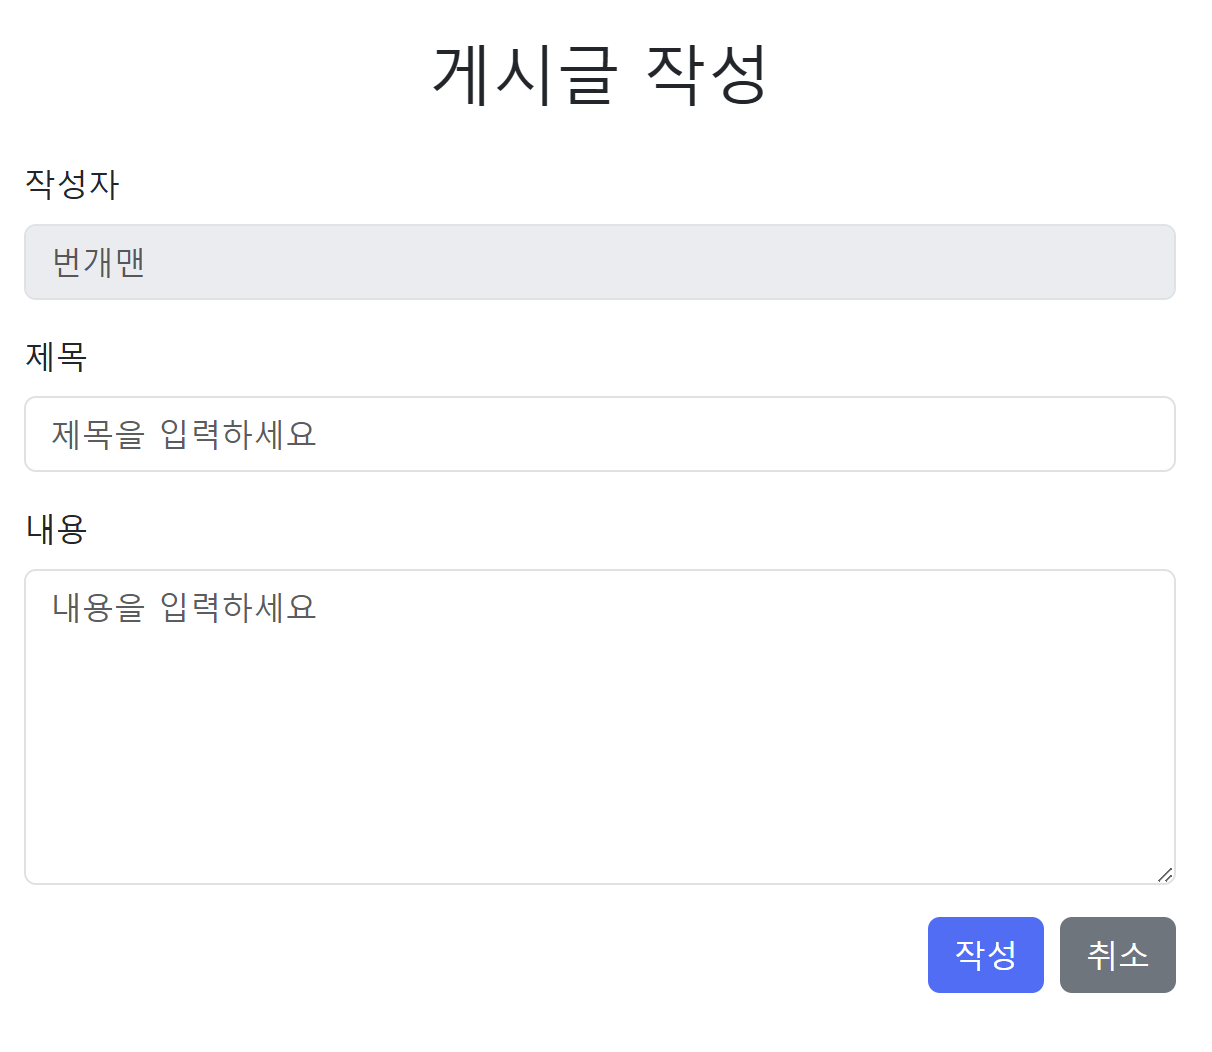 게시글 작성
작성자
번개맨
제목
제목을 입력하세요
내용
내용을 입력하세요
작성 취소